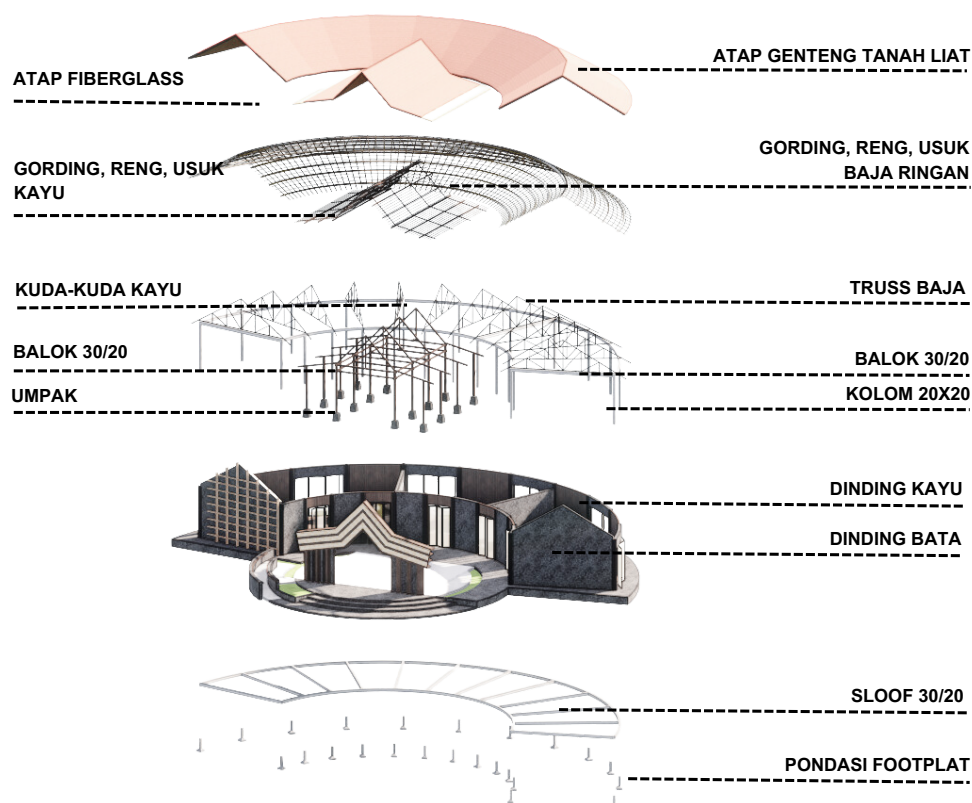 ATAP GENTENG TANAH LIAT
ATAP FIBERGLASS
GORDING, RENG, USUK
BAJA RINGAN
GORDING, RENG, USUK
KAYU
KUDA-KUDA KAYU
TRUSS BAJA
BALOK 30/20
BALOK 30/20
UMPAK
KOLOM 20X20
DINDING KAYU
DINDING BATA
SLOOF 30/20
PONDASI FOOTPLAT